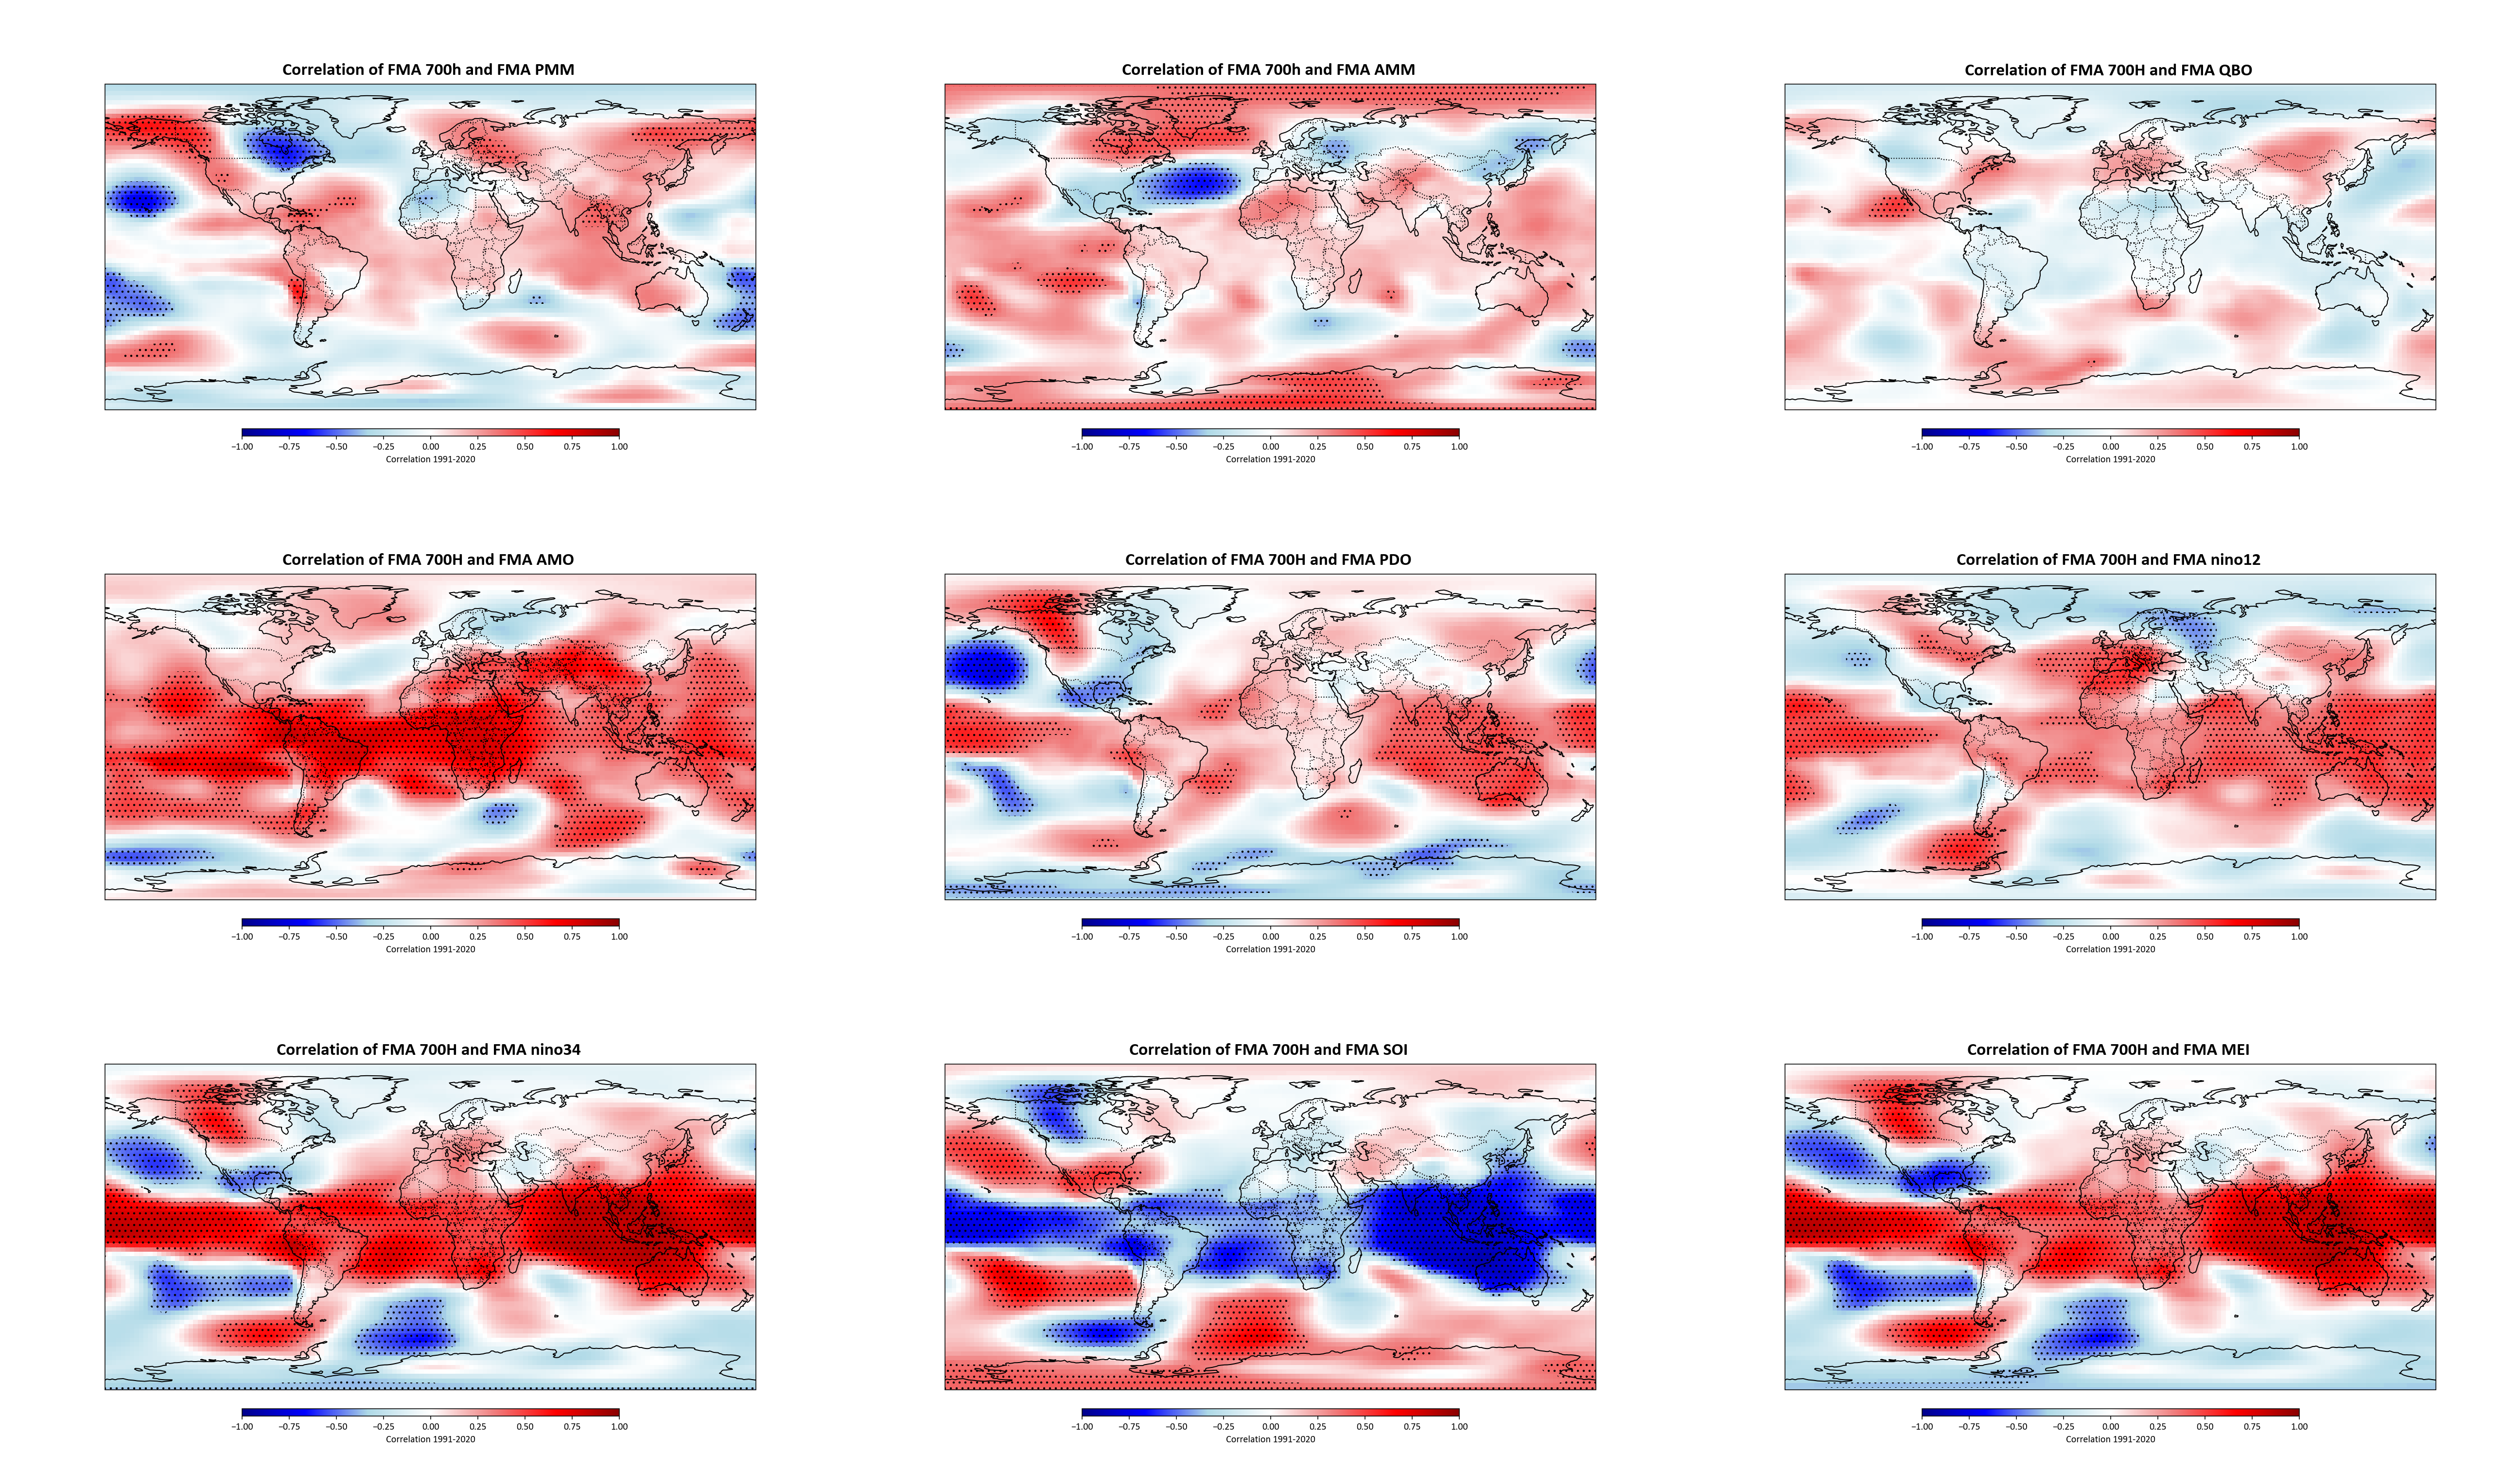 Correlation of FMA 700h and FMA PMM
−1.00 −0.75 −0.50 −0.25 0.00 0.25 0.50 0.75 1.00
Correlation 1991-2020
Correlation of FMA 700h and FMA AMM
−1.00 −0.75 −0.50 −0.25 0.00 0.25 0.50 0.75 1.00
Correlation 1991-2020
Correlation of FMA 700H and FMA QBO
−1.00 −0.75 −0.50 −0.25 0.00 0.25 0.50 0.75 1.00
Correlation 1991-2020
Correlation of FMA 700H and FMA AMO
−1.00 −0.75 −0.50 −0.25 0.00 0.25 0.50 0.75 1.00
Correlation 1991-2020
Correlation of FMA 700H and FMA PDO
−1.00 −0.75 −0.50 −0.25 0.00 0.25 0.50 0.75 1.00
Correlation 1991-2020
Correlation of FMA 700H and FMA nino12
−1.00 −0.75 −0.50 −0.25 0.00 0.25 0.50 0.75 1.00
Correlation 1991-2020
Correlation of FMA 700H and FMA nino34
−1.00 −0.75 −0.50 −0.25 0.00 0.25 0.50 0.75 1.00
Correlation 1991-2020
Correlation of FMA 700H and FMA SOI
−1.00 −0.75 −0.50 −0.25 0.00 0.25 0.50 0.75 1.00
Correlation 1991-2020
Correlation of FMA 700H and FMA MEI
−1.00 −0.75 −0.50 −0.25 0.00 0.25 0.50 0.75 1.00
Correlation 1991-2020